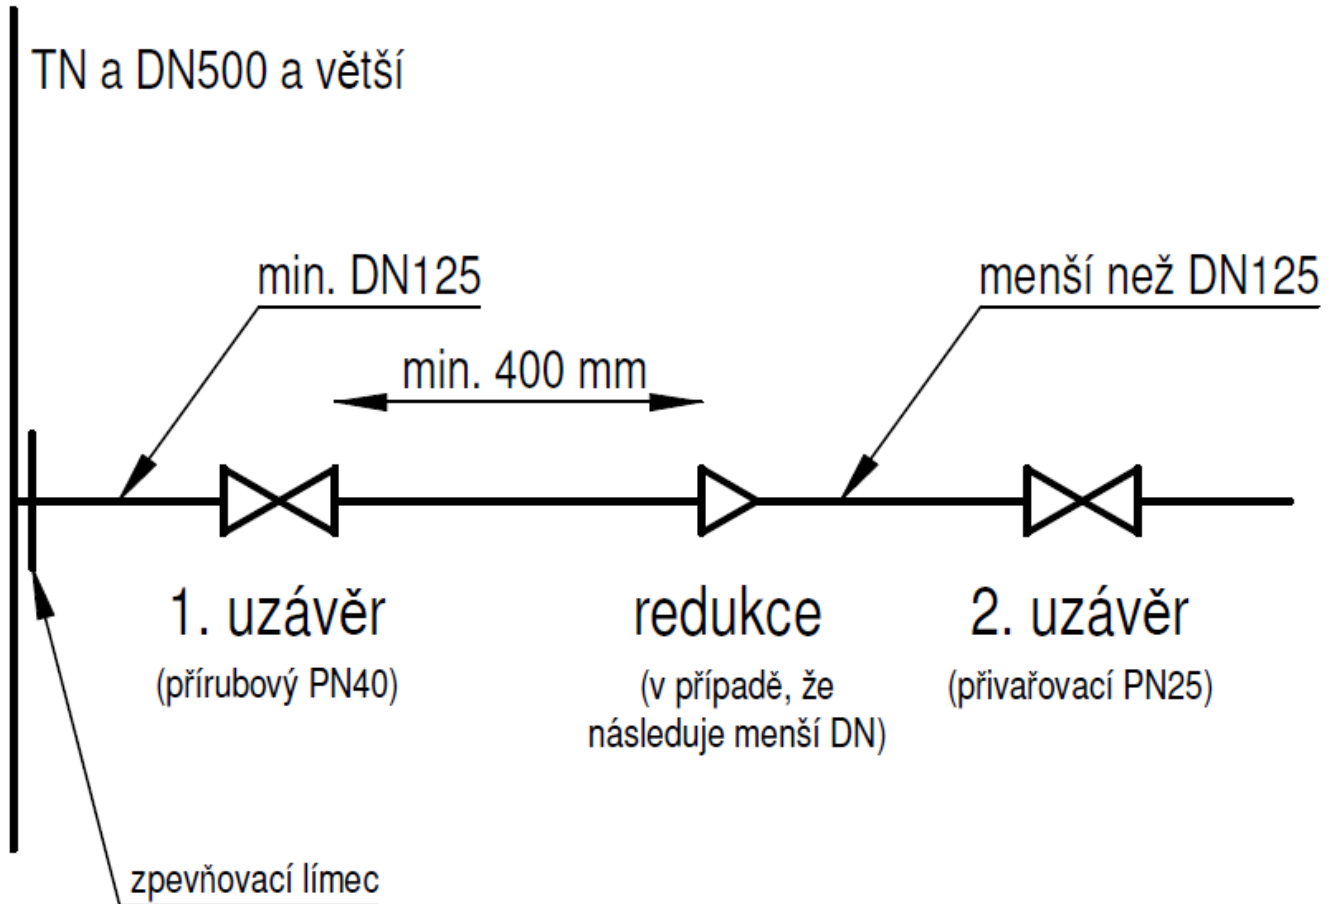 TN a DN500 a větší
min. DN125
menší než DN125
min. 400 mm
1. uzávěr
(přírubový PN40)
redukce
(v případě, že
následuje menší DN)
2. uzávěr
(přivařovací PN25)
zpevňovací límec